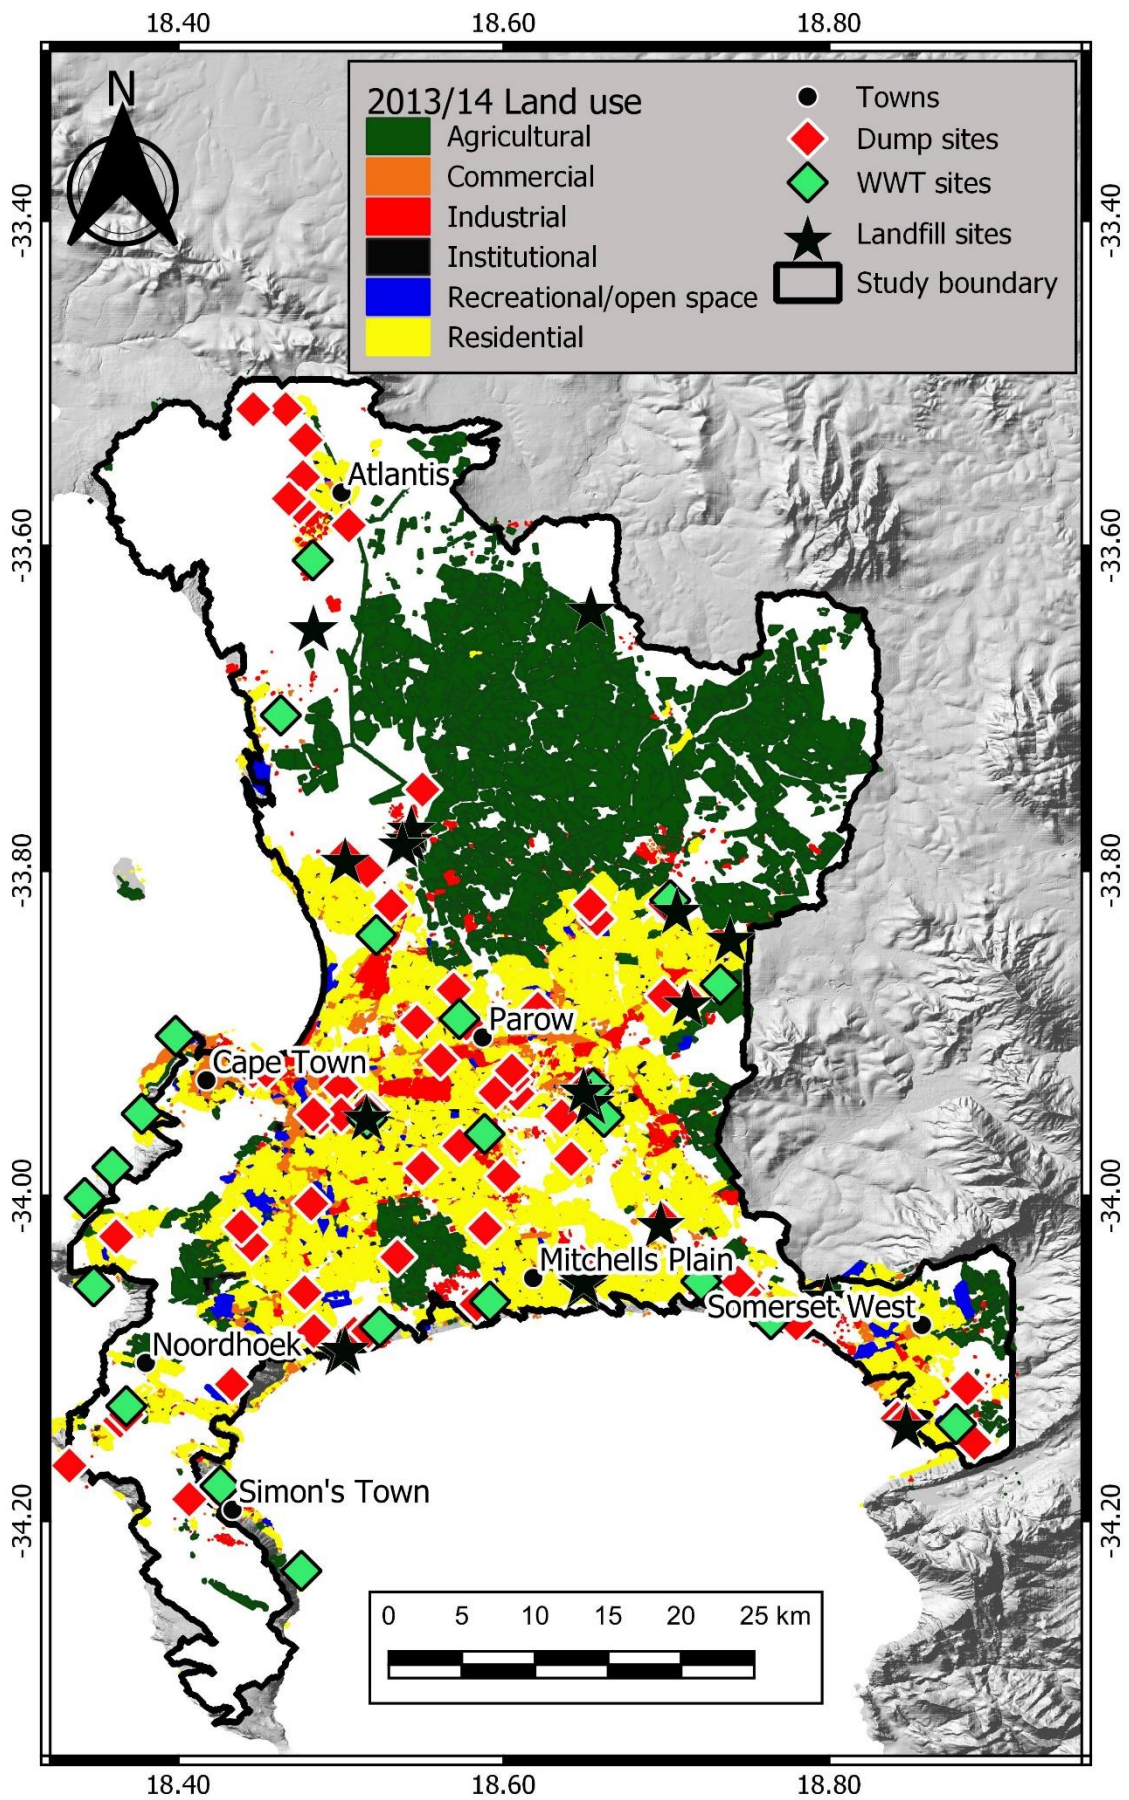 18.40 18.60 18.80
N
2013/14 Land use
Agricultural
Commercial
Industrial
Institutional
Recreational/open space
Residential
Towns
Dump sites
WWT sites
Landfill sites
Study boundary
-33.40 -33.40
Atlantis
-33.60 -33.60
-33.80 -33.80
Parow
Cape Town
-34.00 -34.00
Mitchells Plain
Somerset West
Noordhoek
Simon's Town
-34.20 -34.20
0 5 10 15 20 25 km
18.40 18.60 18.80